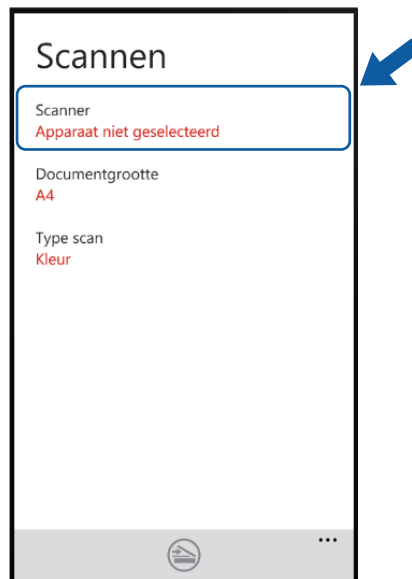 Scannen
Scanner
Apparaat niet geselecteerd
Documentgrootte
A4
Type scan
Kleur
...